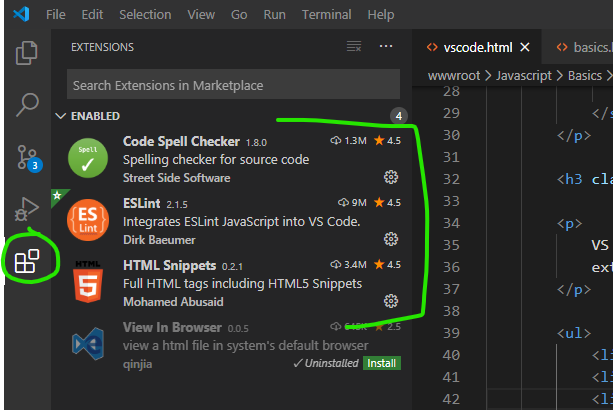 File Edit Selection View Go Run Terminal Help
EXTENSIONS
vscode.html
basics.
Search Extensions in Marketplace
wwwroot > Javascript > Basics >
ENABLED 4
Code Spell Checker 1.8.0 1.3M 4.5
Spelling checker for source code
Street Side Software
Spell
ESLint 2.1.5 9M 4.5
Integrates ESLint JavaScript into VS Code.
Dirk Baeumer
ES
Lint
HTML Snippets 0.2.1 3.4M 4.5
Full HTML tags including HTML5 Snippets
Mohamed Abusaid
HTML
5
View In Browser 0.0.5 2.5
view a html file in system's default browser
qinjia ✓Uninstalled Install
3
28
29 </s
30 </p>
31
32 <h3 cla
33
34 <p>
35 VS
36 ext
37 </p>
38
39 <ul>
40 <li
41 <li
42 <li